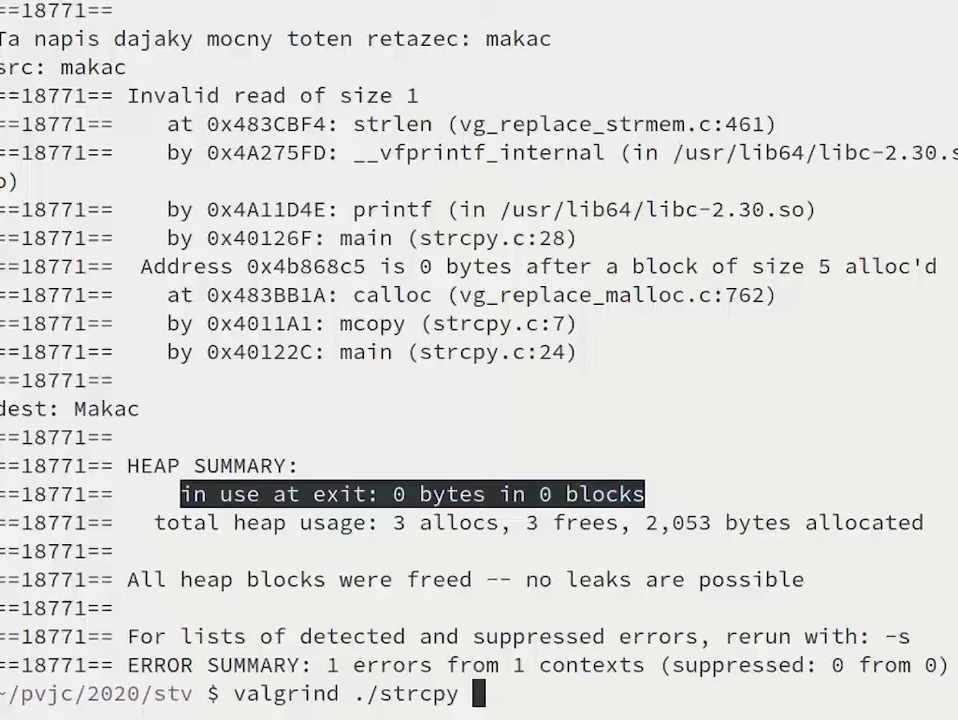 ==18771==
Ta napis dajaky mocny toten retazec: makac
src: makac
==18771== Invalid read of size 1
==18771==    at 0x483CBF4: strlen (vg_replace_strmem.c:461)
==18771==    by 0x4A275FD: __vfprintf_internal (in /usr/lib64/libc-2.30.s
o)
==18771==    by 0x4A11D4E: printf (in /usr/lib64/libc-2.30.so)
==18771==    by 0x40126F: main (strcpy.c:28)
==18771==  Address 0x4b868c5 is 0 bytes after a block of size 5 alloc'd
==18771==    at 0x483BB1A: calloc (vg_replace_malloc.c:762)
==18771==    by 0x4011A1: mcopy (strcpy.c:7)
==18771==    by 0x40122C: main (strcpy.c:24)
==18771==
dest: Makac
==18771==
==18771== HEAP SUMMARY:
==18771==     in use at exit: 0 bytes in 0 blocks
==18771==   total heap usage: 3 allocs, 3 frees, 2,053 bytes allocated
==18771==
==18771== All heap blocks were freed -- no leaks are possible
==18771==
==18771== For lists of detected and suppressed errors, rerun with: -s
==18771== ERROR SUMMARY: 1 errors from 1 contexts (suppressed: 0 from 0)
~/pvjc/2020/stv $ valgrind ./strcpy